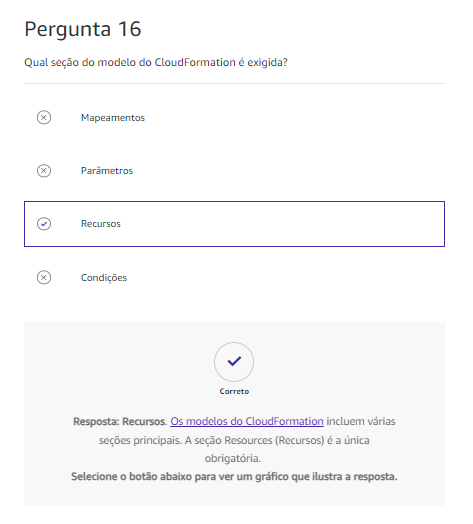 Pergunta 16
Qual seção do modelo do CloudFormation é exigida?
Mapeamentos
Parâmetros
Recursos
Condições
Correto
Resposta: Recursos. Os modelos do CloudFormation incluem várias
seções principais. A seção Resources (Recursos) é a única
obrigatória.
Selecione o botão abaixo para ver um gráfico que ilustra a resposta.